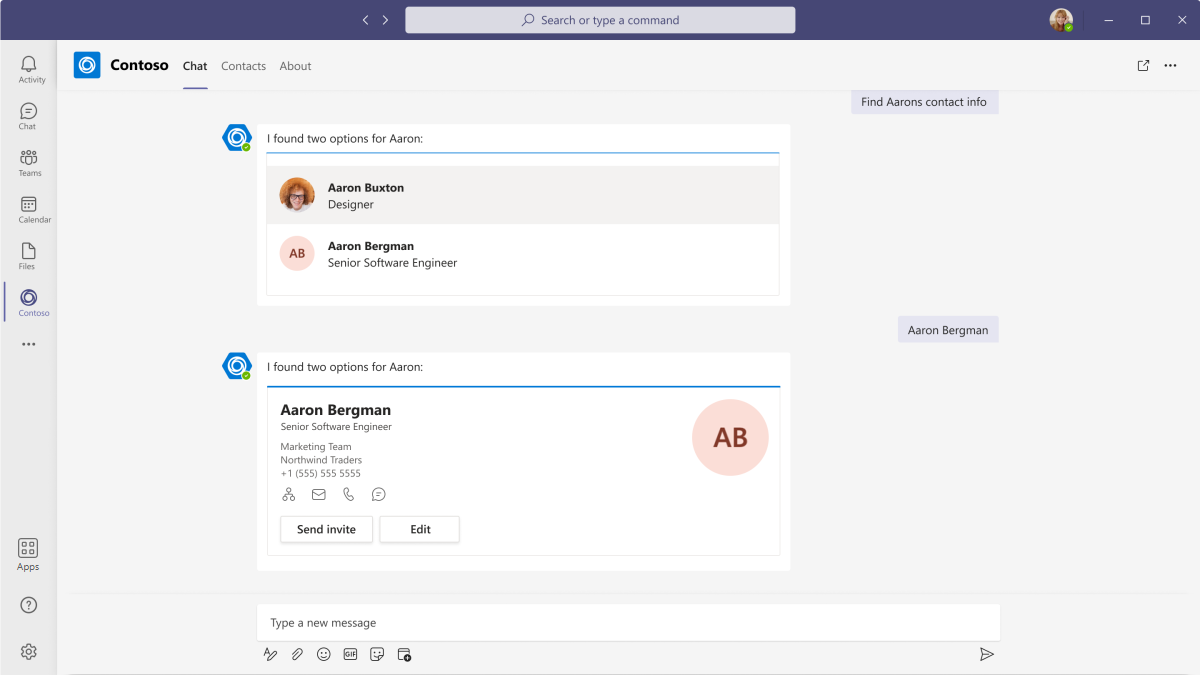 Search or type a command
Activity
Chat
Teams
Calendar
Files
Contoso
Apps
Contoso
Chat
Contacts
About
Find Aarons contact info
I found two options for Aaron:
Aaron Buxton
Designer
AB
Aaron Bergman
Senior Software Engineer
Aaron Bergman
I found two options for Aaron:
Aaron Bergman
Senior Software Engineer
Marketing Team
Northwind Traders
+1 (555) 555 5555
AB
Send invite
Edit
Type a new message
GIF